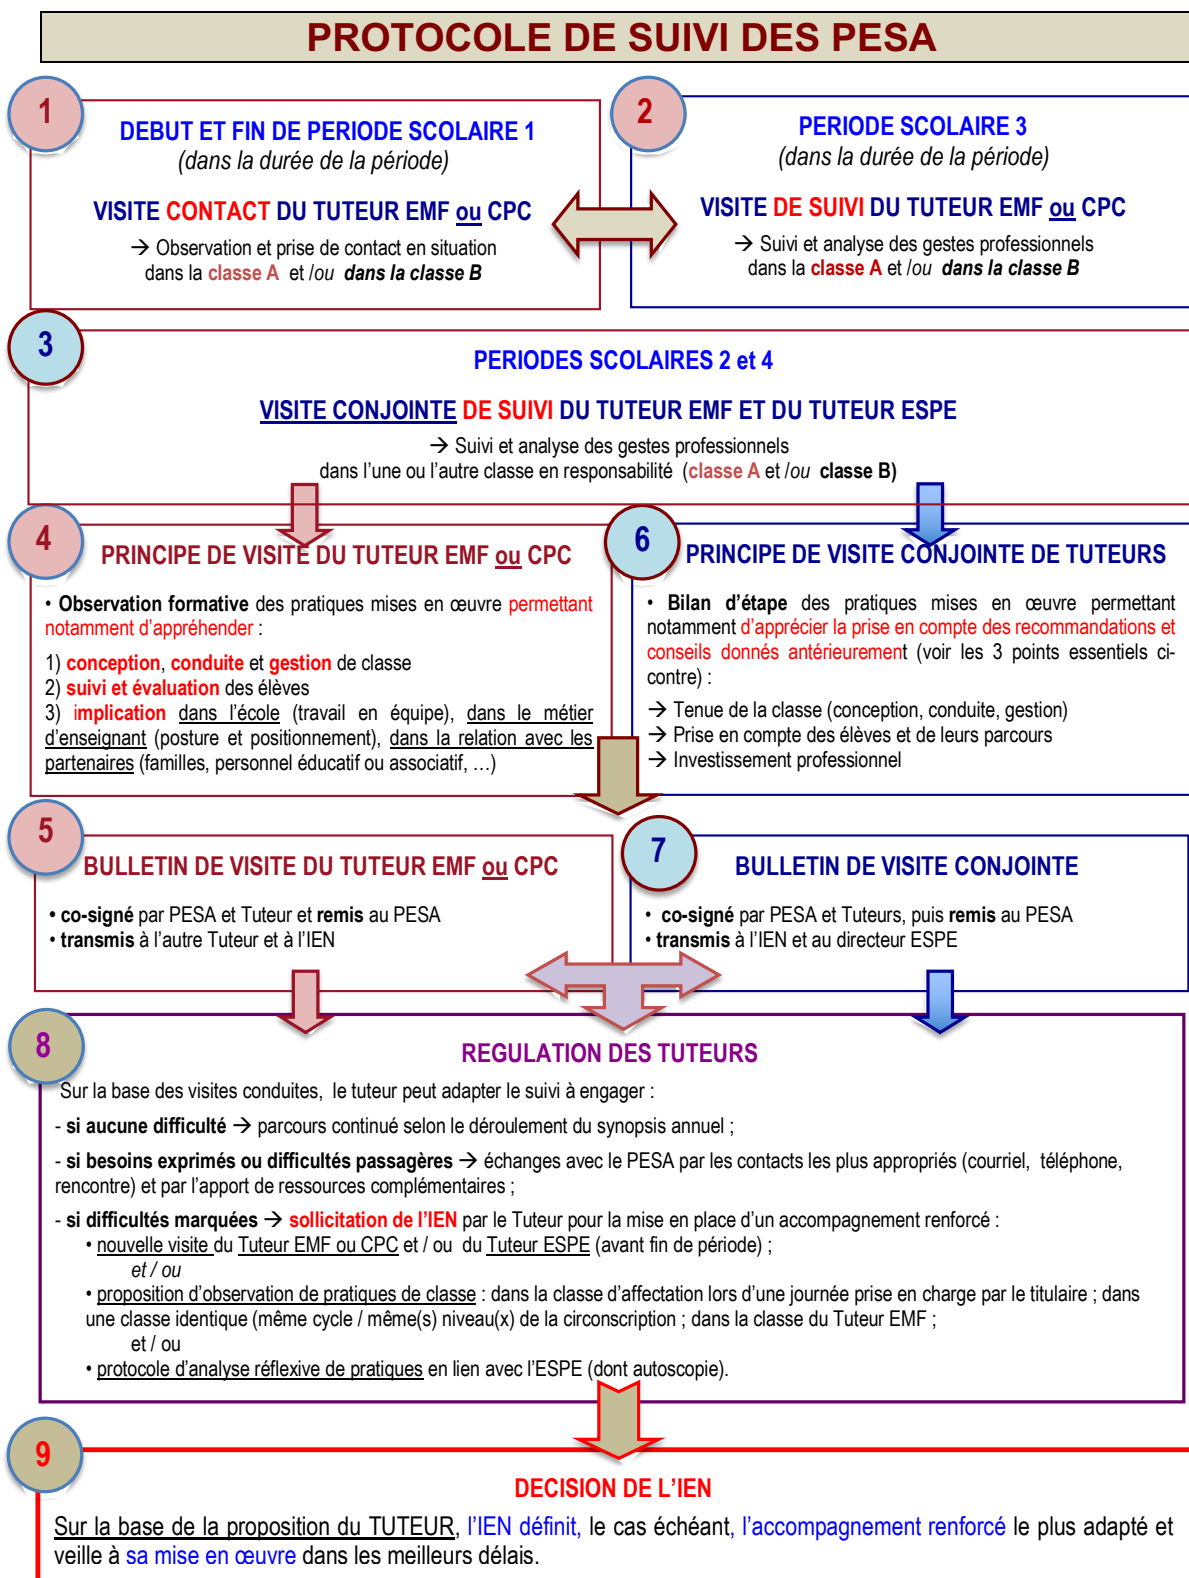 PROTOCOLE DE SUIVI DES PESA
1
DEBUT ET FIN DE PERIODE SCOLAIRE 1
(dans la durée de la période)
VISITE CONTACT DU TUTEUR EMF ou CPC
→ Observation et prise de contact en situation
dans la classe A et /ou dans la classe B
2
PERIODE SCOLAIRE 3
(dans la durée de la période)
VISITE DE SUIVI DU TUTEUR EMF ou CPC
→ Suivi et analyse des gestes professionnels
dans la classe A et /ou dans la classe B
3
PERIODES SCOLAIRES 2 et 4
VISITE CONJOINTE DE SUIVI DU TUTEUR EMF ET DU TUTEUR ESPE
→ Suivi et analyse des gestes professionnels
dans l'une ou l'autre classe en responsabilité (classe A et /ou classe B)
4
PRINCIPE DE VISITE DU TUTEUR EMF ou CPC
• Observation formative des pratiques mises en œuvre permettant
notamment d'appréhender :
1) conception, conduite et gestion de classe
2) suivi et évaluation des élèves
3) implication dans l'école (travail en équipe), dans le métier
d'enseignant (posture et positionnement), dans la relation avec les
partenaires (familles, personnel éducatif ou associatif, …)
6
PRINCIPE DE VISITE CONJOINTE DE TUTEURS
• Bilan d'étape des pratiques mises en œuvre permettant
notamment d'apprécier la prise en compte des recommandations et
conseils donnés antérieurement (voir les 3 points essentiels ci-
contre) :
→ Tenue de la classe (conception, conduite, gestion)
→ Prise en compte des élèves et de leurs parcours
→ Investissement professionnel
5
BULLETIN DE VISITE DU TUTEUR EMF ou CPC
• co-signé par PESA et Tuteur et remis au PESA
• transmis à l'autre Tuteur et à l'IEN
7
BULLETIN DE VISITE CONJOINTE
• co-signé par PESA et Tuteurs, puis remis au PESA
• transmis à l'IEN et au directeur ESPE
8
REGULATION DES TUTEURS
Sur la base des visites conduites, le tuteur peut adapter le suivi à engager :
- si aucune difficulté → parcours continué selon le déroulement du synopsis annuel ;
- si besoins exprimés ou difficultés passagères → échanges avec le PESA par les contacts les plus appropriés (courriel, téléphone,
rencontre) et par l'apport de ressources complémentaires ;
- si difficultés marquées → sollicitation de l'IEN par le Tuteur pour la mise en place d'un accompagnement renforcé :
• nouvelle visite du Tuteur EMF ou CPC et / ou du Tuteur ESPE (avant fin de période) ;
et / ou
• proposition d'observation de pratiques de classe : dans la classe d'affectation lors d'une journée prise en charge par le titulaire ; dans
une classe identique (même cycle / même(s) niveau(x) de la circonscription ; dans la classe du Tuteur EMF ;
et / ou
• protocole d'analyse réflexive de pratiques en lien avec l'ESPE (dont autoscopie).
9
DECISION DE L'IEN
Sur la base de la proposition du TUTEUR, l'IEN définit, le cas échéant, l'accompagnement renforcé le plus adapté et
veille à sa mise en œuvre dans les meilleurs délais.